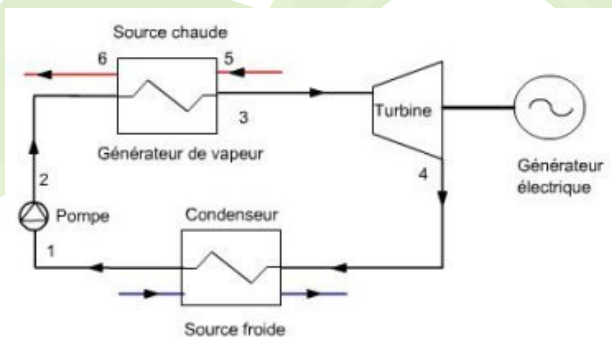 Source chaude
6
5
3
Turbine
Générateur de vapeur
Générateur
électrique
4
2
Pompe
Condenseur
1
Source froide